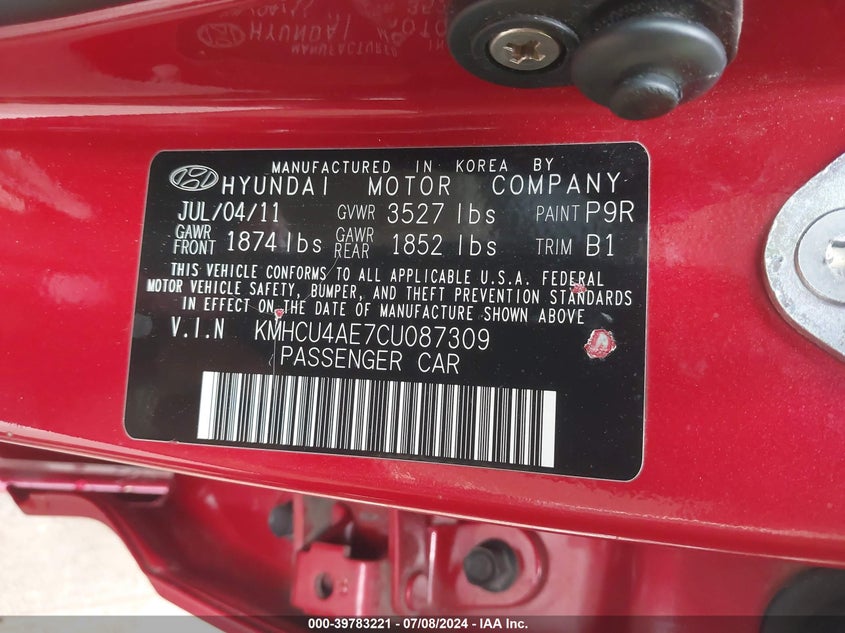 MANUFACTURED IN KOREA BY
HYUNDAI MOTOR COMPANY
JUL/04/11 GVWR 3527 lbs PAINT P9R
GAWR FRONT 1874 lbs GAWR REAR 1852 lbs TRIM B1
THIS VEHICLE CONFORMS TO ALL APPLICABLE U.S.A. FEDERAL
MOTOR VEHICLE SAFETY, BUMPER, AND THEFT PREVENTION STANDARDS
IN EFFECT ON THE DATE OF MANUFACTURE SHOWN ABOVE
V.I.N KMHCU4AE7CU087309
PASSENGER CAR
000-39783221 - 07/08/2024 - IAA Inc.